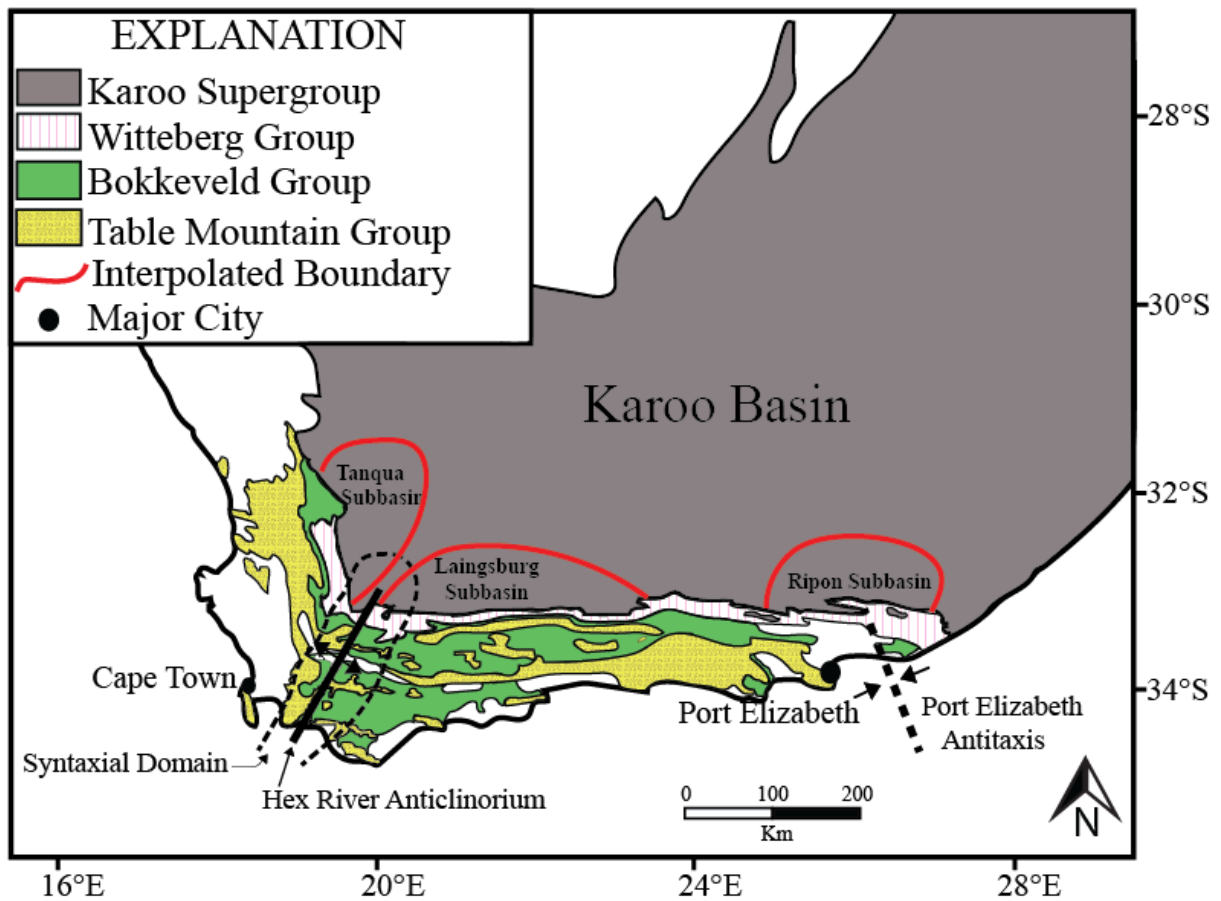 EXPLANATION
Karoo Supergroup
Witteberg Group
Bokkeveld Group
Table Mountain Group
Interpolated Boundary
Major City
28°S
30°S
32°S
34°S
Karoo Basin
Tanqua
Subbasin
Laingsburg
Subbasin
Ripon Subbasin
Cape Town
Port Elizabeth
Port Elizabeth
Antitaxis
Syntaxial Domain
Hex River Anticlinorium
0 100 200
Km
N
16°E 20°E 24°E 28°E